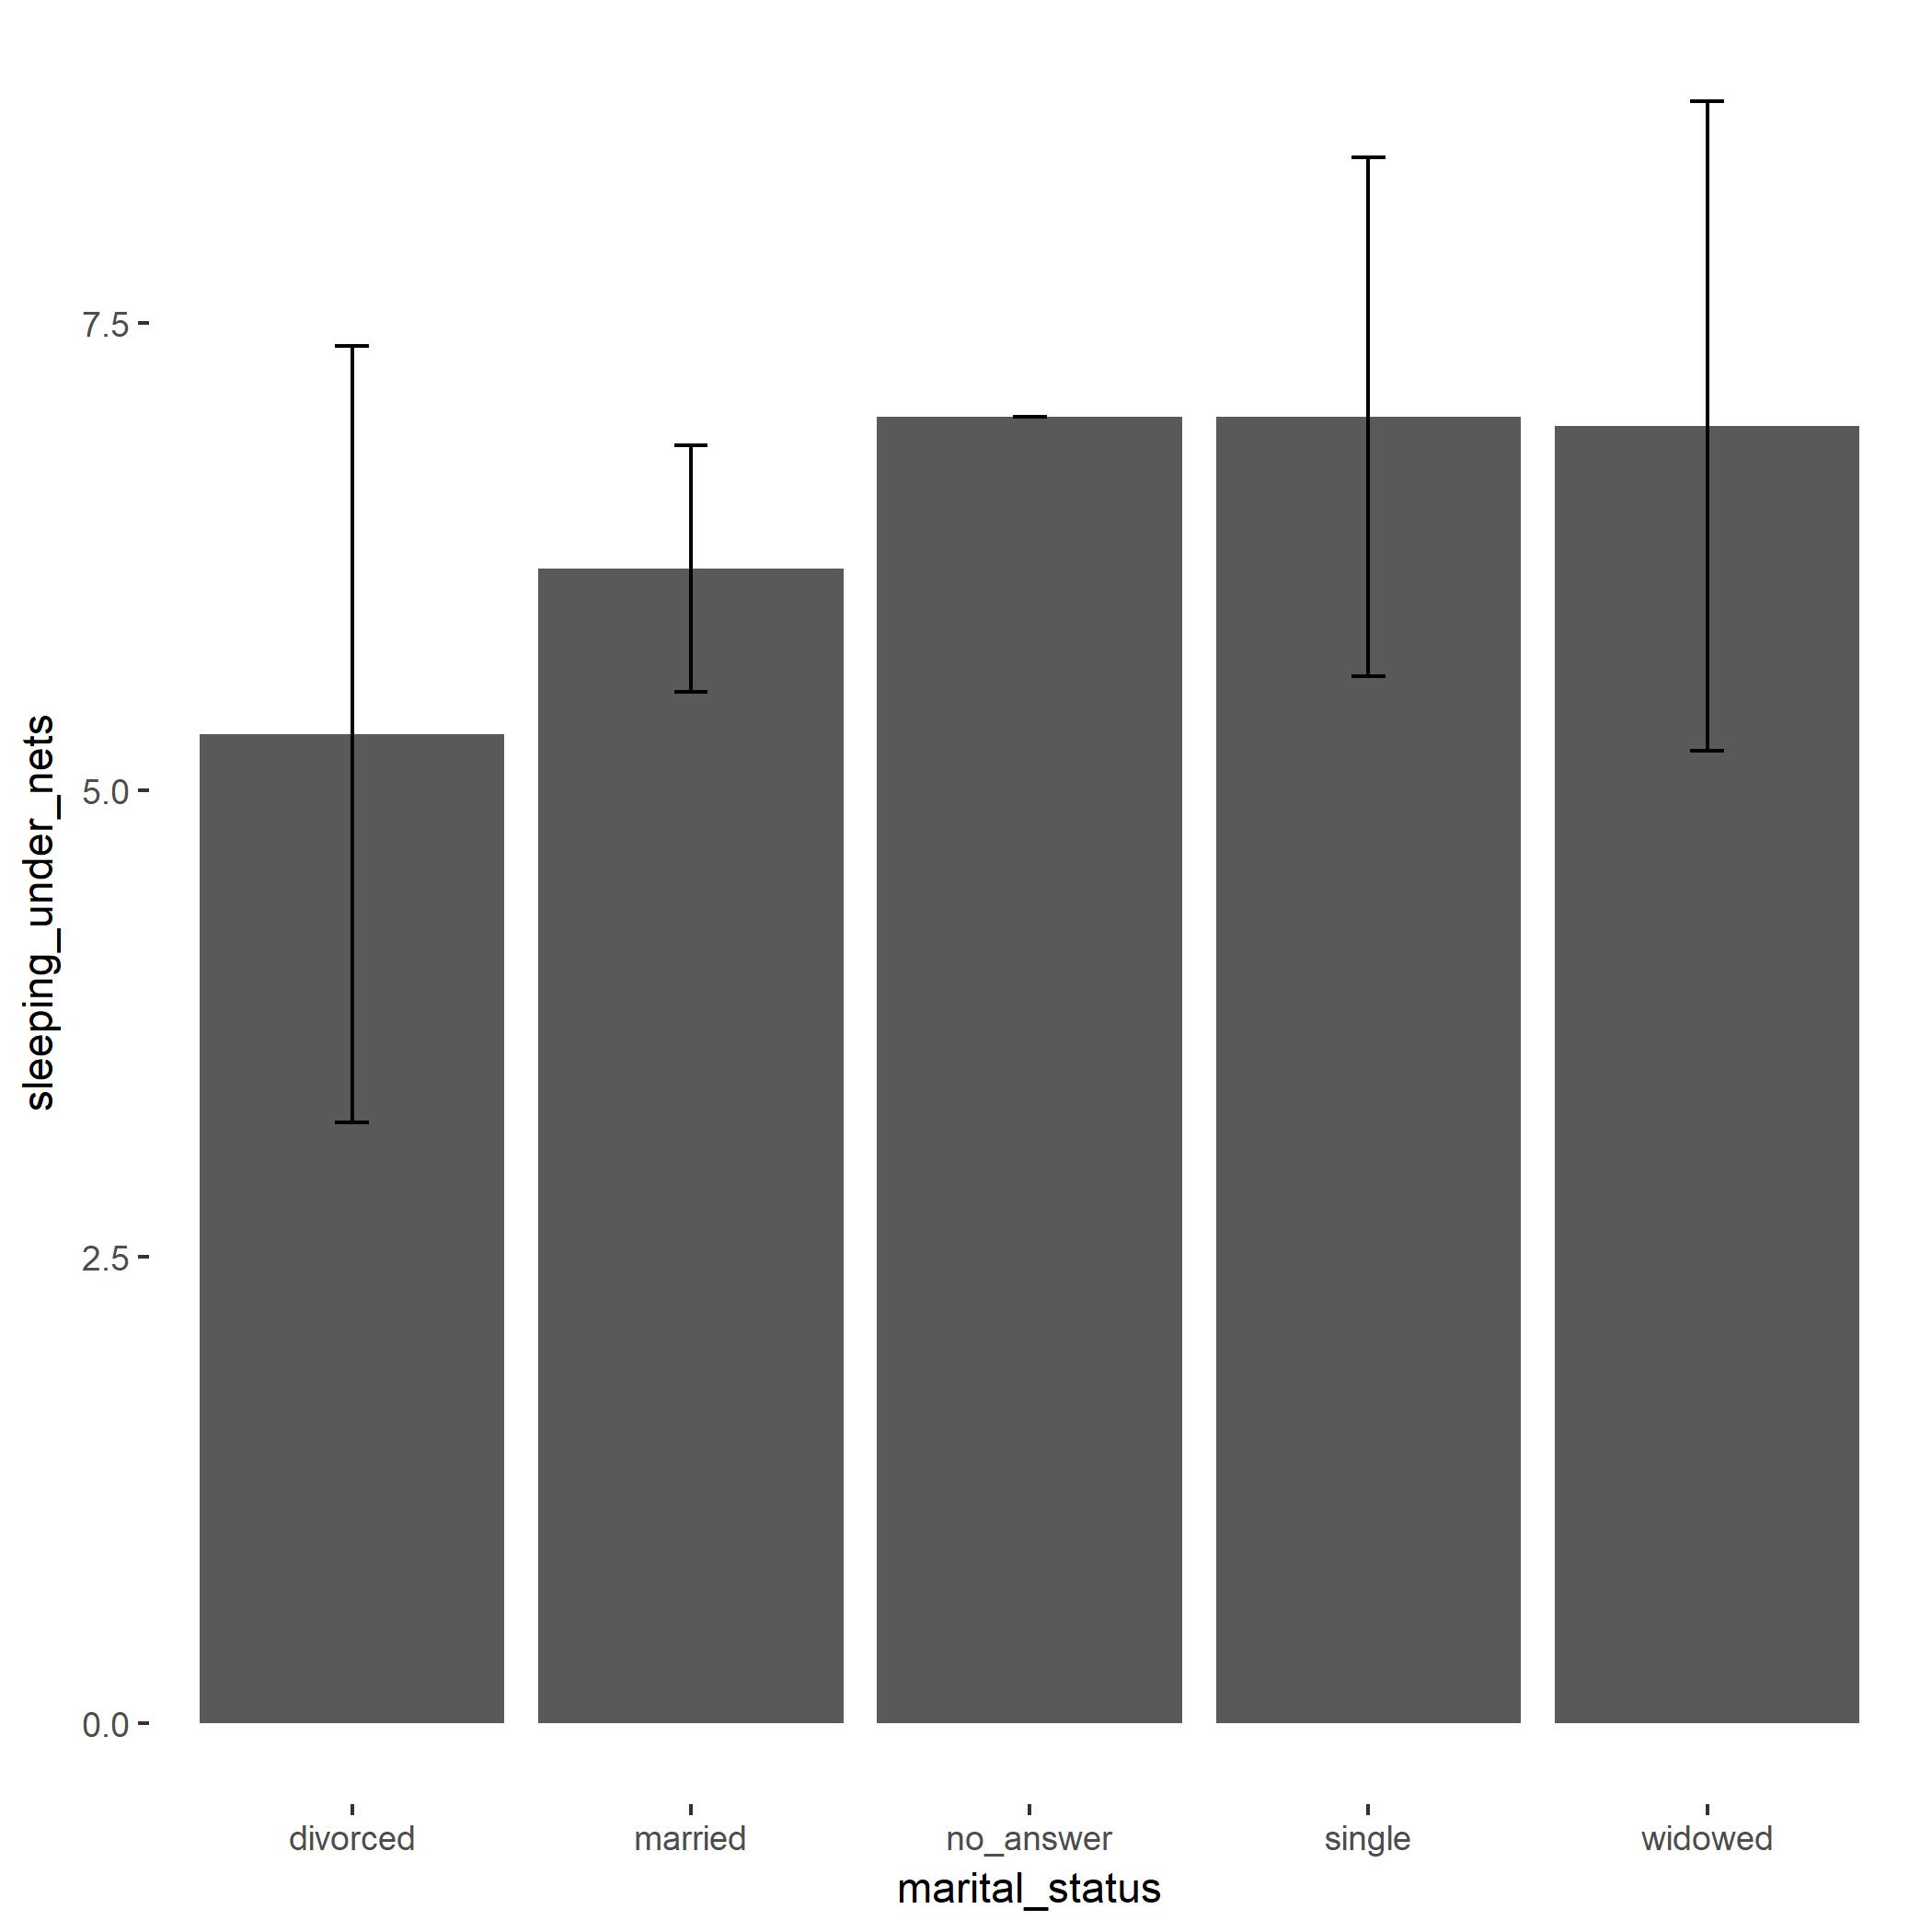 sleeping_under_nets
7.5
5.0
2.5
0.0
divorced married no_answer single widowed
marital_status